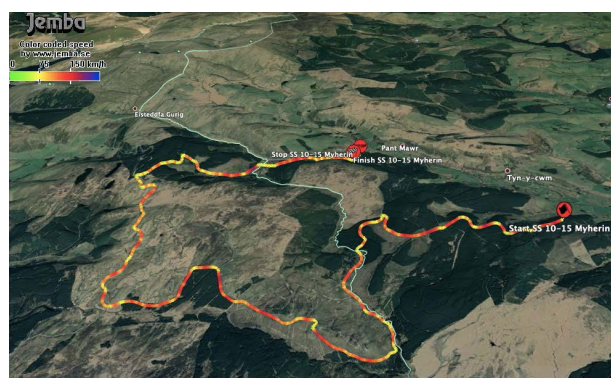 Jemba
Color coded speed
by www.jemba.se
0 75 150 km/h
Eisteddfa Gurig
Stop SS 10-15 Myherin
Pant Mawr
Finish SS 10-15 Myherin
Tyn-y-cwm
Start SS 10-15 Myherin